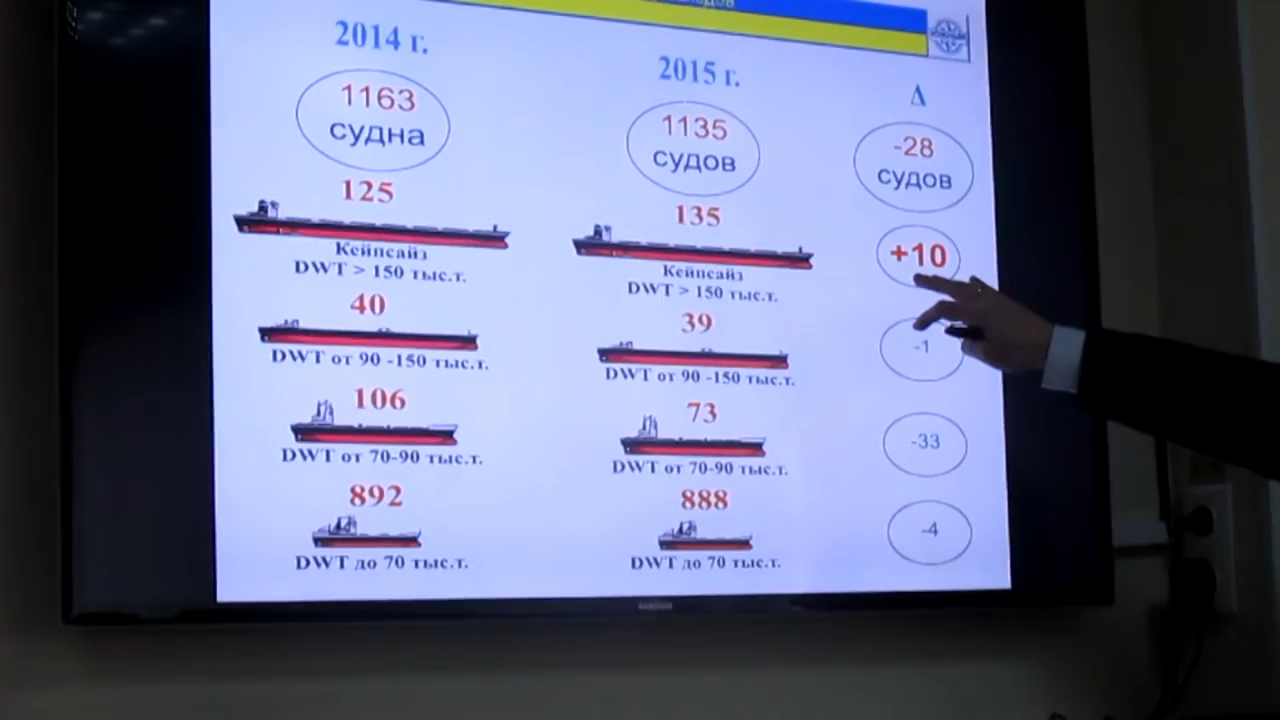 2014 г.
1163
судна
125
Кейпсайз
DWT > 150 тыс.т.
40
DWT от 90 -150 тыс.т.
106
DWT от 70-90 тыс.т.
892
DWT до 70 тыс.т.
2015 г.
1135
судов
135
Кейпсайз
DWT > 150 тыс.т.
39
DWT от 90 -150 тыс.т.
73
DWT от 70-90 тыс.т.
888
DWT до 70 тыс.т.
Δ
-28
судов
+10
-1
-33
-4